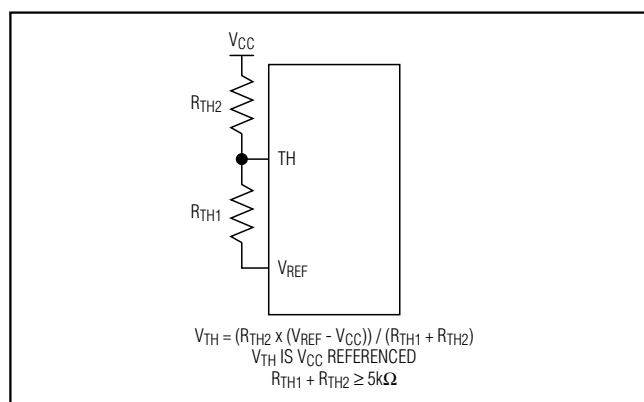 VCC
RTH2
TH
RTH1
VREF
VTH = (RTH2 x (VREF - VCC)) / (RTH1 + RTH2)
VTH IS VCC REFERENCED
RTH1 + RTH2 ≥ 5kΩ